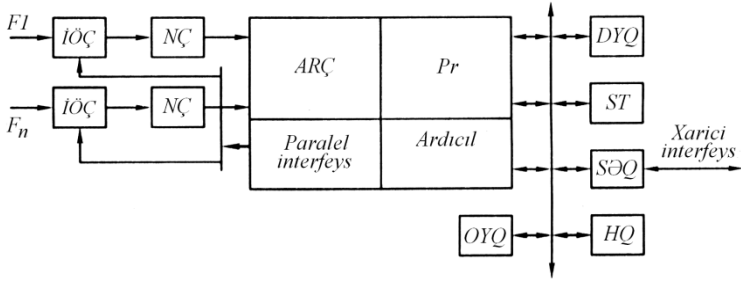 F1
İÖÇ
NÇ
ARÇ
Pr
DYQ
Fn
İÖÇ
NÇ
ST
Paralel
interfeys
Ardıcıl
SƏQ
Xarici
interfeys
OYQ
HQ